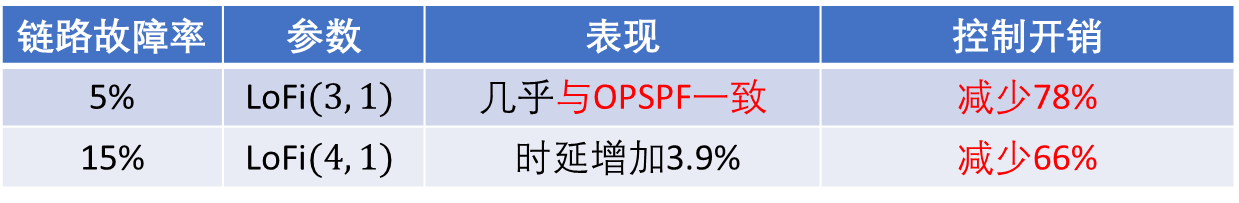 链路故障率 参数 表现 控制开销
5% LoFi(3, 1) 几乎与OPSPF一致 减少78%
15% LoFi(4, 1) 时延增加3.9% 减少66%